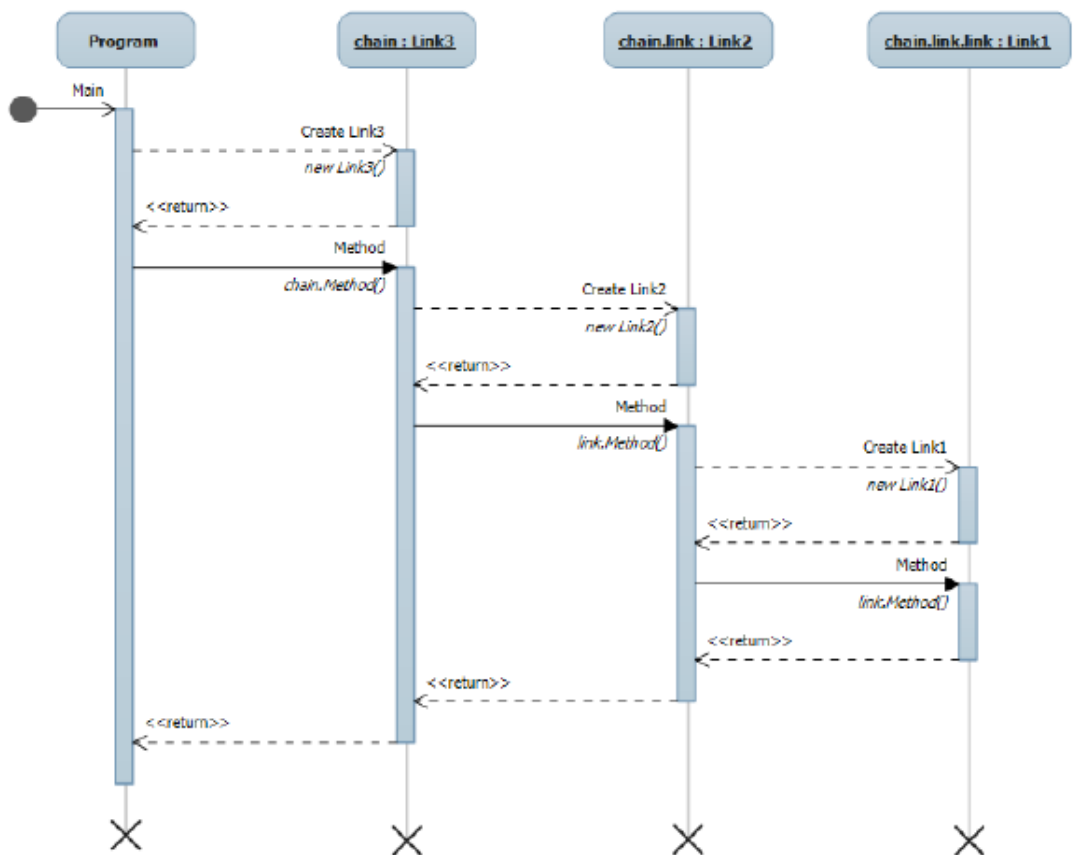 Program
chain : Link3
chain.link : Link2
chain.link.link : Link1
Main
Create Link3
new Link3()
<<return>>
Method
chain.Method()
Create Link2
new Link2()
<<return>>
Method
link.Method()
Create Link1
new Link1()
<<return>>
Method
link.Method()
<<return>>
<<return>>
<<return>>